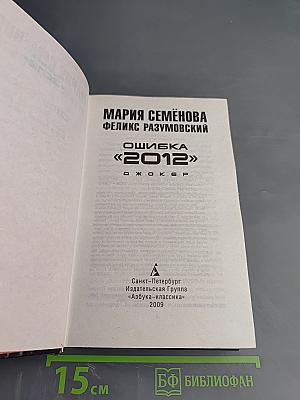 МАРИЯ СЕМЁНОВА
ФЕЛИКС РАЗУМОВСКИЙ
ОШИБКА
«2012»
ДЖОКЕР
Санкт-Петербург
Издательская Группа
«Азбука-классика»
2009
15 см
БФ БИБЛИОФАН